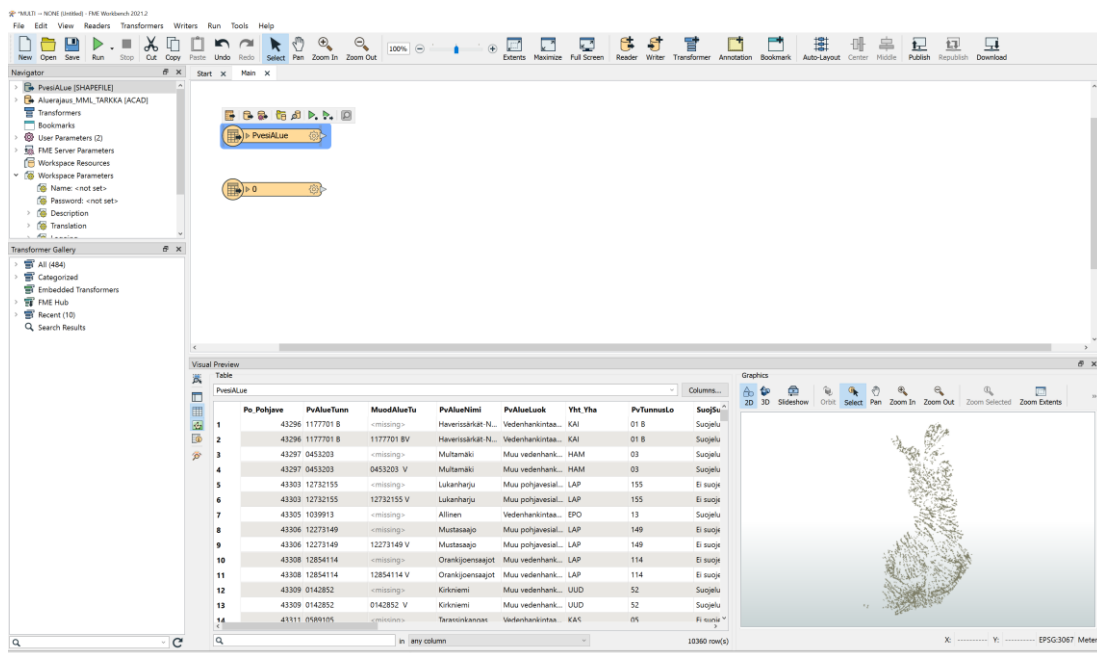 *MULTI -> NONE (Untitled) - FME Workbench 2021.2
File Edit View Readers Transformers Writers Run Tools Help
100%
New Open Save Run Stop Cut Copy Paste Undo Redo Select Pan Zoom In Zoom Out Extents Maximize Full Screen Reader Writer Transformer Annotation Bookmark Auto-Layout Center Middle Publish Republish Download
Navigator
Start Main
PvesiALue [SHAPEFILE]
Aluerajaus_MML_TARKKA [ACAD]
Transformers
Bookmarks
User Parameters (2)
FME Server Parameters
Workspace Resources
Workspace Parameters
Name: <not set>
Password: <not set>
Description
Translation
PvesiALue
0
Transformer Gallery
All (484)
Categorized
Embedded Transformers
FME Hub
Recent (10)
Search Results
Visual Preview
Table
PvesiALue Columns...
Po_Pohjave PvAlueTunn MuodAlueTu PvAlueNimi PvAlueLuok Yht_Yha PvTunnusLo SuojSu
1 43296 1177701 B <missing> Haverissärkät-N... Vedenhankintaa... KAI 01 B Suojelu
2 43296 1177701 B 1177701 BV Haverissärkät-N... Vedenhankintaa... KAI 01 B Suojelu
3 43297 0453203 <missing> Multamäki Muu vedenhank... HAM 03 Suojelu
4 43297 0453203 0453203 V Multamäki Muu vedenhank... HAM 03 Suojelu
5 43303 12732155 <missing> Lukanharju Muu pohjavesial... LAP 155 Ei suoje
6 43303 12732155 12732155 V Lukanharju Muu pohjavesial... LAP 155 Ei suoje
7 43305 1039913 <missing> Allinen Vedenhankintaa... EPO 13 Suojelu
8 43306 12273149 <missing> Mustasaajo Muu pohjavesial... LAP 149 Ei suoje
9 43306 12273149 12273149 V Mustasaajo Muu pohjavesial... LAP 149 Ei suoje
10 43308 12854114 <missing> Orankijoensaajot Muu vedenhank... LAP 114 Ei suoje
11 43308 12854114 12854114 V Orankijoensaajot Muu vedenhank... LAP 114 Ei suoje
12 43309 0142852 <missing> Kirkniemi Muu vedenhank... UUD 52 Suojelu
13 43309 0142852 0142852 V Kirkniemi Muu vedenhank... UUD 52 Suojelu
14 43311 0589105 <missing> Tarassinkangas Vedenhankintaa... KAS 05 Ei suoje
in any column 10360 row(s)
Graphics
2D 3D Slideshow Orbit Select Pan Zoom In Zoom Out Zoom Selected Zoom Extents
X: ---------- Y: ---------- EPSG:3067 Meter